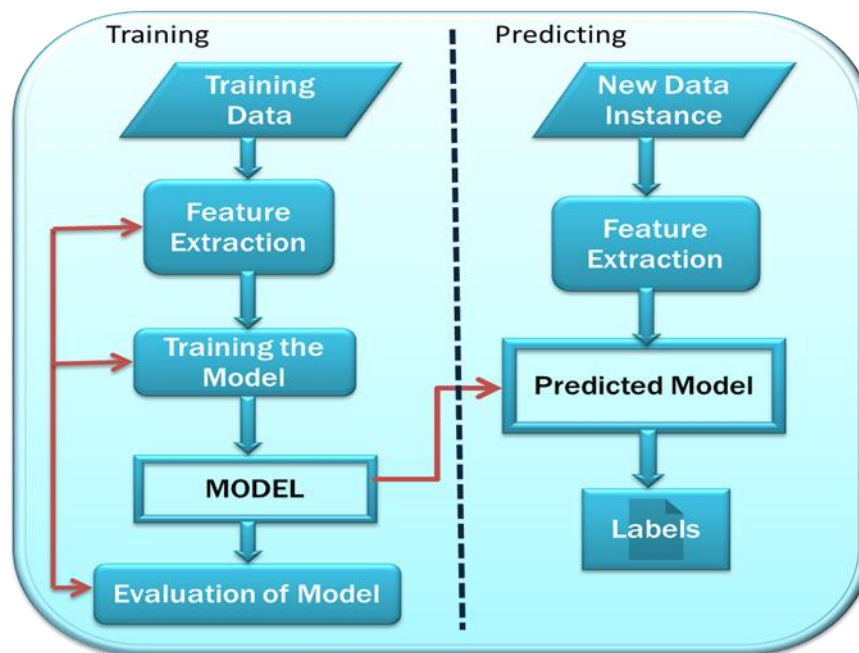 Training
Training
Data
Feature
Extraction
Training the
Model
MODEL
Evaluation of Model
Predicting
New Data
Instance
Feature
Extraction
Predicted Model
Labels